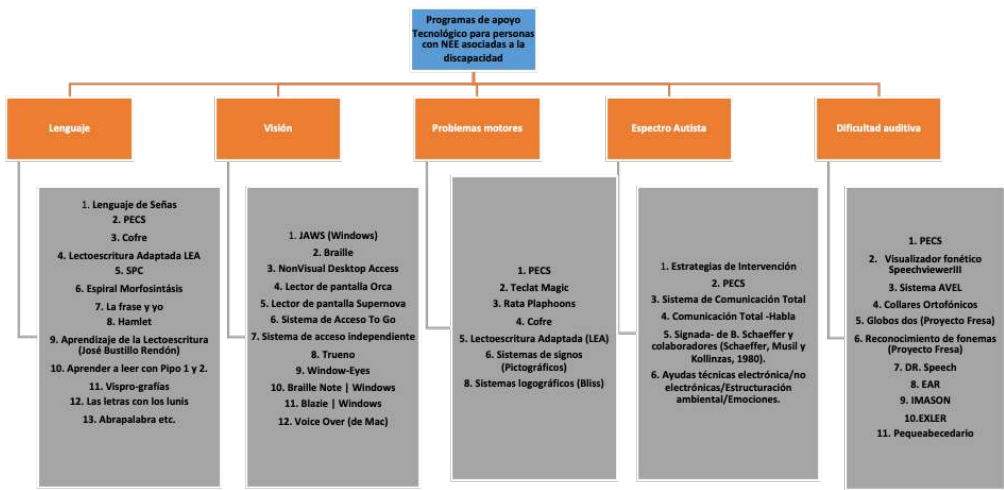 Programas de apoyo
Tecnológico para personas
con NEE asociadas a la
discapacidad
Lenguaje
Visión
Problemas motores
Espectro Autista
Dificultad auditiva
1. Lenguaje de Señas
2. PECS
3. Cofre
4. Lectoescritura Adaptada LEA
5. SPC
6. Espiral Morfosintásis
7. La frase y yo
8. Hamlet
9. Aprendizaje de la Lectoescritura
(José Bustillo Rendón)
10. Aprender a leer con Pipo 1 y 2.
11. Vispro-grafías
12. Las letras con los lunis
13. Abrapalabra etc.
1. JAWS (Windows)
2. Braille
3. NonVisual Desktop Access
4. Lector de pantalla Orca
5. Lector de pantalla Supernova
6. Sistema de Acceso To Go
7. Sistema de acceso independiente
8. Trueno
9. Window-Eyes
10. Braille Note | Windows
11. Blazie | Windows
12. Voice Over (de Mac)
1. PECS
2. Teclat Magic
3. Rata Plaphoons
4. Cofre
5. Lectoescritura Adaptada (LEA)
6. Sistemas de signos
(Pictográficos)
8. Sistemas logográficos (Bliss)
1. Estrategias de Intervención
2. PECS
3. Sistema de Comunicación Total
4. Comunicación Total -Habla
5. Signada- de B. Schaeffer y
colaboradores (Schaeffer, Musil y
Kollinzas, 1980).
6. Ayudas técnicas electrónica/no
electrónicas/Estructuración
ambiental/Emociones.
1. PECS
2. Visualizador fonético
SpeechviewerIII
3. Sistema AVEL
4. Collares Ortofónicos
5. Globos dos (Proyecto Fresa)
6. Reconocimiento de fonemas
(Proyecto Fresa)
7. DR. Speech
8. EAR
9. IMASON
10.EXLER
11. Pequeabecedario